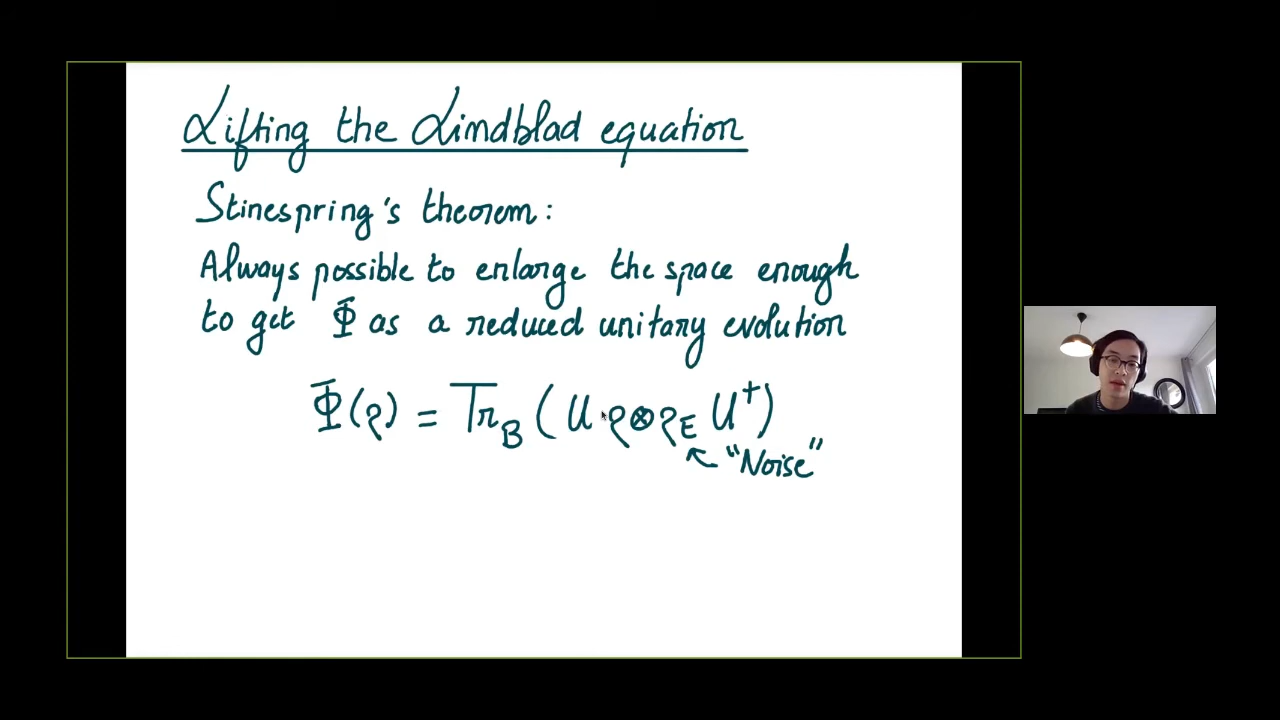 Lifting the Lindblad equation
Stinespring's theorem:
Always possible to enlarge the space enough
to get Φ as a reduced unitary evolution
Φ(ρ) = Tr_B (U ρ⊗ρ_E U†)
"Noise"